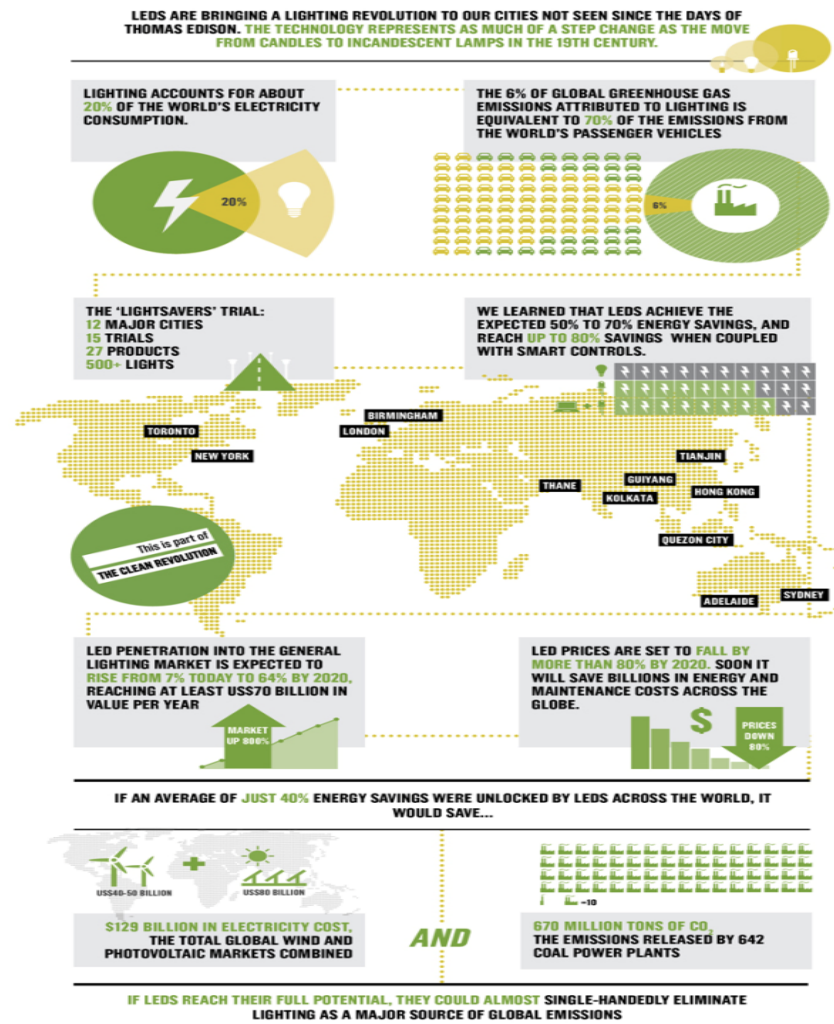 LEDS ARE BRINGING A LIGHTING REVOLUTION TO OUR CITIES NOT SEEN SINCE THE DAYS OF
THOMAS EDISON. THE TECHNOLOGY REPRESENTS AS MUCH OF A STEP CHANGE AS THE MOVE
FROM CANDLES TO INCANDESCENT LAMPS IN THE 19TH CENTURY.
LIGHTING ACCOUNTS FOR ABOUT
20% OF THE WORLD'S ELECTRICITY
CONSUMPTION.
20%
THE 6% OF GLOBAL GREENHOUSE GAS
EMISSIONS ATTRIBUTED TO LIGHTING IS
EQUIVALENT TO 70% OF THE EMISSIONS FROM
THE WORLD'S PASSENGER VEHICLES
6%
THE 'LIGHTSAVERS' TRIAL:
12 MAJOR CITIES
15 TRIALS
27 PRODUCTS
500+ LIGHTS
WE LEARNED THAT LEDS ACHIEVE THE
EXPECTED 50% TO 70% ENERGY SAVINGS, AND
REACH UP TO 80% SAVINGS WHEN COUPLED
WITH SMART CONTROLS.
+
BIRMINGHAM
TORONTO
LONDON
NEW YORK
TIANJIN
GUIYANG
THANE
HONG KONG
KOLKATA
QUEZON CITY
SYDNEY
ADELAIDE
This is part of
THE CLEAN REVOLUTION
LED PENETRATION INTO THE GENERAL
LIGHTING MARKET IS EXPECTED TO
RISE FROM 7% TODAY TO 64% BY 2020,
REACHING AT LEAST US$70 BILLION IN
VALUE PER YEAR
MARKET
UP 800%
LED PRICES ARE SET TO FALL BY
MORE THAN 80% BY 2020. SOON IT
WILL SAVE BILLIONS IN ENERGY AND
MAINTENANCE COSTS ACROSS THE
GLOBE.
$
PRICES
DOWN
80%
IF AN AVERAGE OF JUST 40% ENERGY SAVINGS WERE UNLOCKED BY LEDS ACROSS THE WORLD, IT
WOULD SAVE...
US$40-50 BILLION
US$80 BILLION
$129 BILLION IN ELECTRICITY COST,
THE TOTAL GLOBAL WIND AND
PHOTOVOLTAIC MARKETS COMBINED
AND
=10
670 MILLION TONS OF CO₂
THE EMISSIONS RELEASED BY 642
COAL POWER PLANTS
IF LEDS REACH THEIR FULL POTENTIAL, THEY COULD ALMOST SINGLE-HANDEDLY ELIMINATE
LIGHTING AS A MAJOR SOURCE OF GLOBAL EMISSIONS